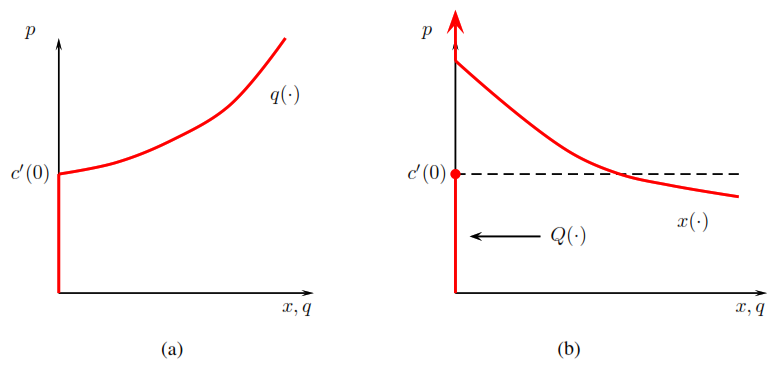 p
q(·)
c′(0)
x, q
(a)
p
c′(0)
x(·)
Q(·)
x, q
(b)